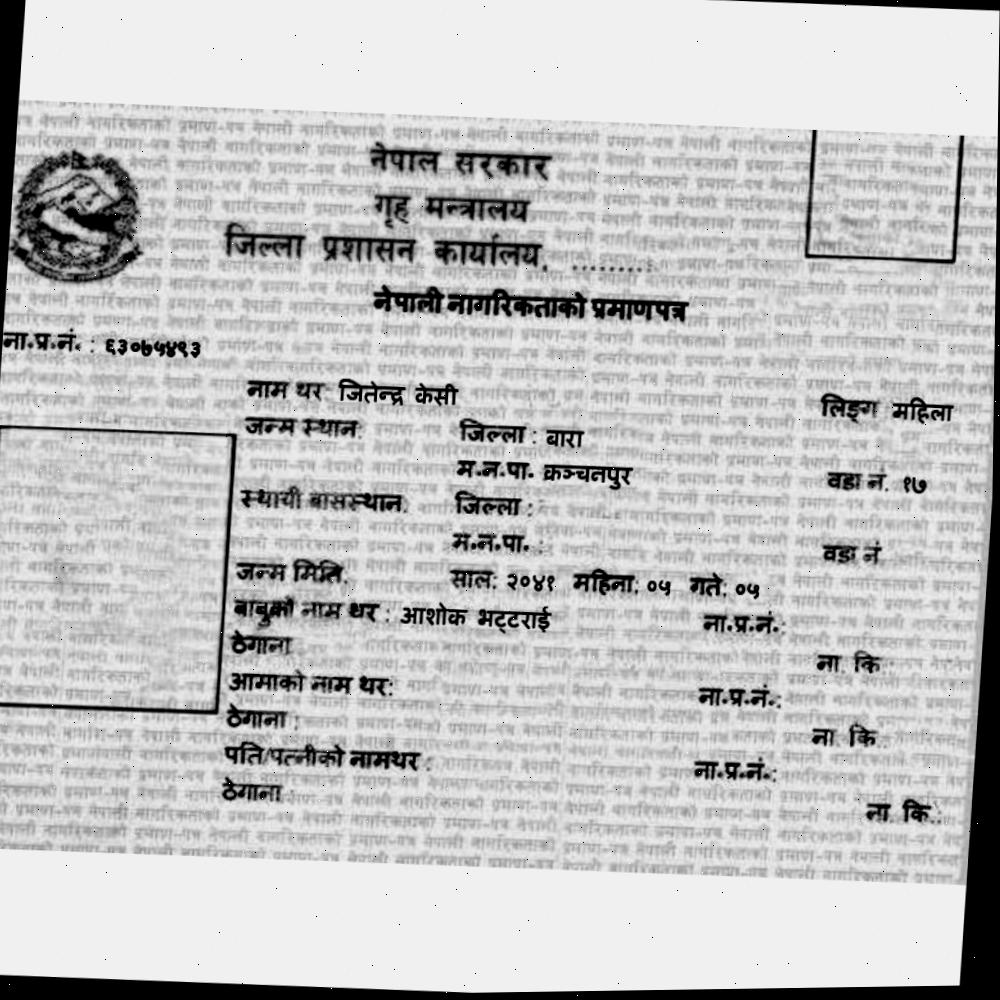 नेपाल सरकार
गृह मन्त्रालय
जिल्ला प्रशासन कार्यालय, ..........
नेपाली नागरिकताको प्रमाणपत्र
ना.प्र.नं. : ६३०७५४९३
नाम थर: जितेन्द्र केसी लिङ्ग महिला
जन्म स्थान: जिल्ला : बारा
म.न.पा. कञ्चनपुर वडा नं. १७
स्थायी बासस्थान: जिल्ला :
म.न.पा. : वडा नं
जन्म मिति: साल: २०४१ महिना: ०५ गते: ०५
बाबुको नाम थर : आशोक भट्टराई ना.प्र.नं.:
ठेगाना ना. कि.:
आमाको नाम थर: ना.प्र.नं.:
ठेगाना : ना. कि.:
पति/पत्नीको नामथर : ना.प्र.नं.:
ठेगाना : ना. कि.: